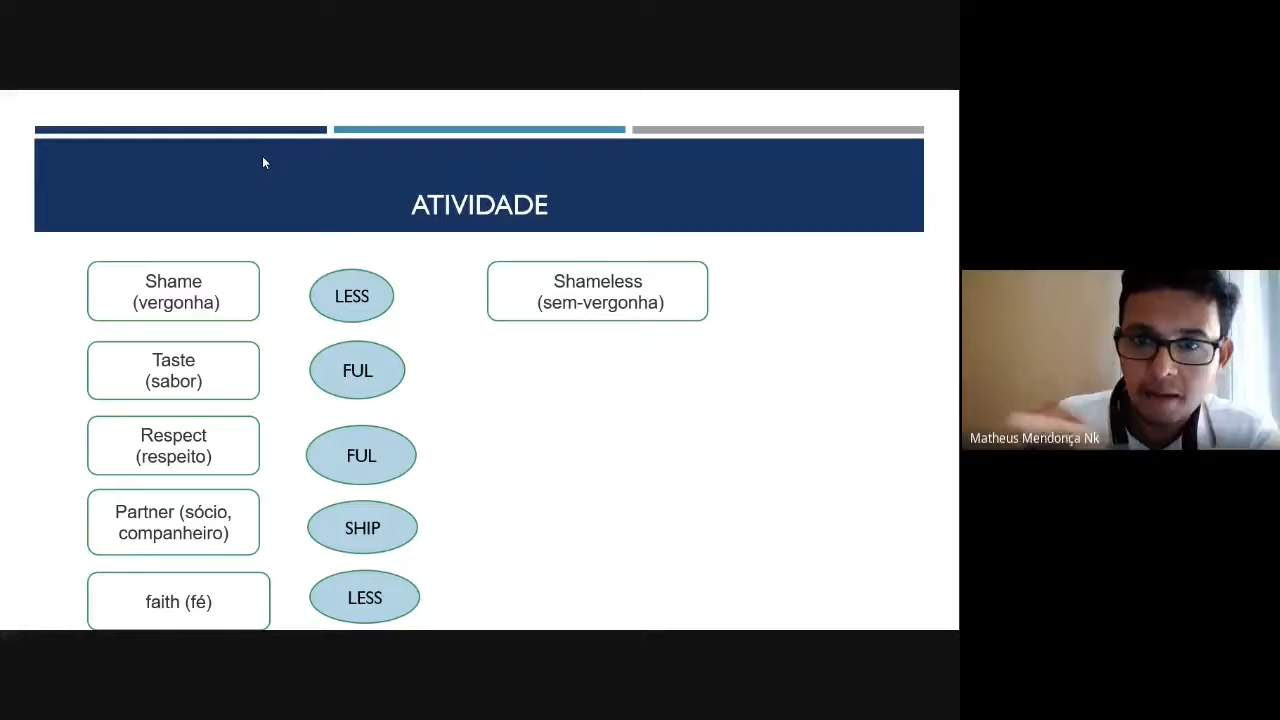 ATIVIDADE
Shame
(vergonha)
LESS
Shameless
(sem-vergonha)
Taste
(sabor)
FUL
Respect
(respeito)
FUL
Partner (sócio,
companheiro)
SHIP
faith (fé)
LESS
Matheus Mendonça Nk